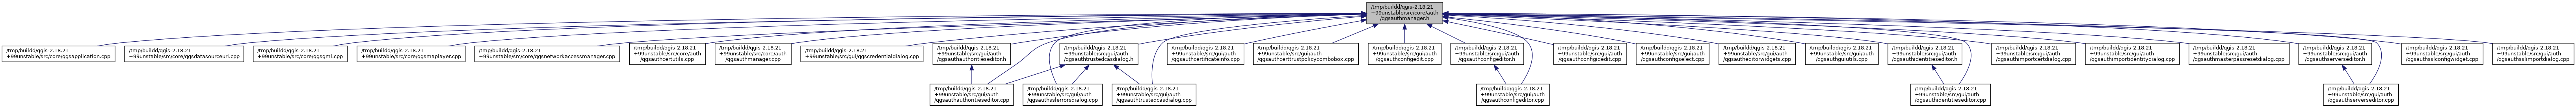 /tmp/buildd/qgis-2.18.21
+99unstable/src/core/auth
/qgsauthmanager.h
/tmp/buildd/qgis-2.18.21
+99unstable/src/core/qgsapplication.cpp
/tmp/buildd/qgis-2.18.21
+99unstable/src/core/qgsdatasourceuri.cpp
/tmp/buildd/qgis-2.18.21
+99unstable/src/core/qgsgml.cpp
/tmp/buildd/qgis-2.18.21
+99unstable/src/core/qgsmaplayer.cpp
/tmp/buildd/qgis-2.18.21
+99unstable/src/core/qgsnetworkaccessmanager.cpp
/tmp/buildd/qgis-2.18.21
+99unstable/src/core/auth
/qgsauthcertutils.cpp
/tmp/buildd/qgis-2.18.21
+99unstable/src/core/auth
/qgsauthmanager.cpp
/tmp/buildd/qgis-2.18.21
+99unstable/src/gui/qgscredentialdialog.cpp
/tmp/buildd/qgis-2.18.21
+99unstable/src/gui/auth
/qgsauthauthoritieseditor.h
/tmp/buildd/qgis-2.18.21
+99unstable/src/gui/auth
/qgsauthtrustedcasdialog.h
/tmp/buildd/qgis-2.18.21
+99unstable/src/gui/auth
/qgsauthcertificateinfo.cpp
/tmp/buildd/qgis-2.18.21
+99unstable/src/gui/auth
/qgsauthcerttrustpolicycombobox.cpp
/tmp/buildd/qgis-2.18.21
+99unstable/src/gui/auth
/qgsauthconfigedit.cpp
/tmp/buildd/qgis-2.18.21
+99unstable/src/gui/auth
/qgsauthconfigeditor.h
/tmp/buildd/qgis-2.18.21
+99unstable/src/gui/auth
/qgsauthconfigidedit.cpp
/tmp/buildd/qgis-2.18.21
+99unstable/src/gui/auth
/qgsauthconfigselect.cpp
/tmp/buildd/qgis-2.18.21
+99unstable/src/gui/auth
/qgsautheditorwidgets.cpp
/tmp/buildd/qgis-2.18.21
+99unstable/src/gui/auth
/qgsauthguiutils.cpp
/tmp/buildd/qgis-2.18.21
+99unstable/src/gui/auth
/qgsauthidentitieseditor.h
/tmp/buildd/qgis-2.18.21
+99unstable/src/gui/auth
/qgsauthimportcertdialog.cpp
/tmp/buildd/qgis-2.18.21
+99unstable/src/gui/auth
/qgsauthimportidentitydialog.cpp
/tmp/buildd/qgis-2.18.21
+99unstable/src/gui/auth
/qgsauthmasterpassresetdialog.cpp
/tmp/buildd/qgis-2.18.21
+99unstable/src/gui/auth
/qgsauthserverseditor.h
/tmp/buildd/qgis-2.18.21
+99unstable/src/gui/auth
/qgsauthsslconfigwidget.cpp
/tmp/buildd/qgis-2.18.21
+99unstable/src/gui/auth
/qgsauthsslimportdialog.cpp
/tmp/buildd/qgis-2.18.21
+99unstable/src/gui/auth
/qgsauthauthoritieseditor.cpp
/tmp/buildd/qgis-2.18.21
+99unstable/src/gui/auth
/qgsauthsslerrorsdialog.cpp
/tmp/buildd/qgis-2.18.21
+99unstable/src/gui/auth
/qgsauthtrustedcasdialog.cpp
/tmp/buildd/qgis-2.18.21
+99unstable/src/gui/auth
/qgsauthconfigeditor.cpp
/tmp/buildd/qgis-2.18.21
+99unstable/src/gui/auth
/qgsauthidentitieseditor.cpp
/tmp/buildd/qgis-2.18.21
+99unstable/src/gui/auth
/qgsauthserverseditor.cpp